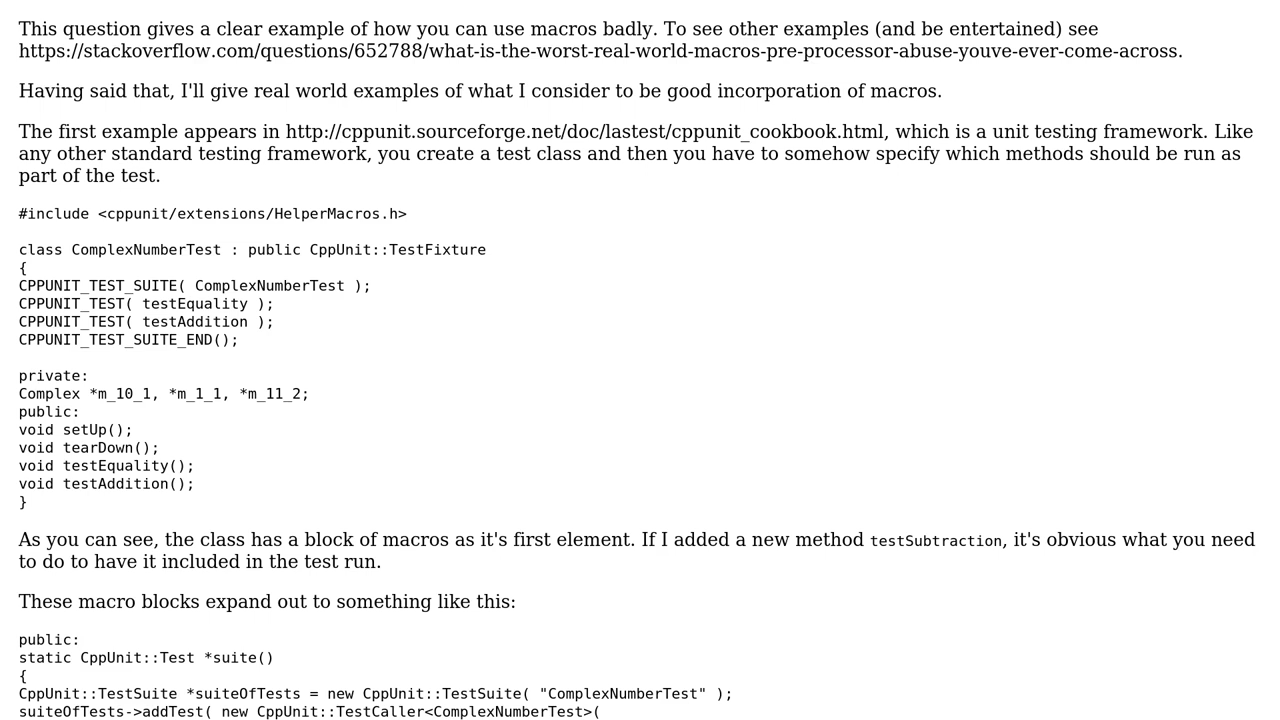 This question gives a clear example of how you can use macros badly. To see other examples (and be entertained) see
https://stackoverflow.com/questions/652788/what-is-the-worst-real-world-macros-pre-processor-abuse-youve-ever-come-across.
Having said that, I'll give real world examples of what I consider to be good incorporation of macros.
The first example appears in http://cppunit.sourceforge.net/doc/lastest/cppunit_cookbook.html, which is a unit testing framework. Like
any other standard testing framework, you create a test class and then you have to somehow specify which methods should be run as
part of the test.
#include <cppunit/extensions/HelperMacros.h>
class ComplexNumberTest : public CppUnit::TestFixture
{
CPPUNIT_TEST_SUITE( ComplexNumberTest );
CPPUNIT_TEST( testEquality );
CPPUNIT_TEST( testAddition );
CPPUNIT_TEST_SUITE_END();
private:
Complex *m_10_1, *m_1_1, *m_11_2;
public:
void setUp();
void tearDown();
void testEquality();
void testAddition();
}
As you can see, the class has a block of macros as it's first element. If I added a new method testSubtraction, it's obvious what you need
to do to have it included in the test run.
These macro blocks expand out to something like this:
public:
static CppUnit::Test *suite()
{
CppUnit::TestSuite *suiteOfTests = new CppUnit::TestSuite( "ComplexNumberTest" );
suiteOfTests->addTest( new CppUnit::TestCaller<ComplexNumberTest>(